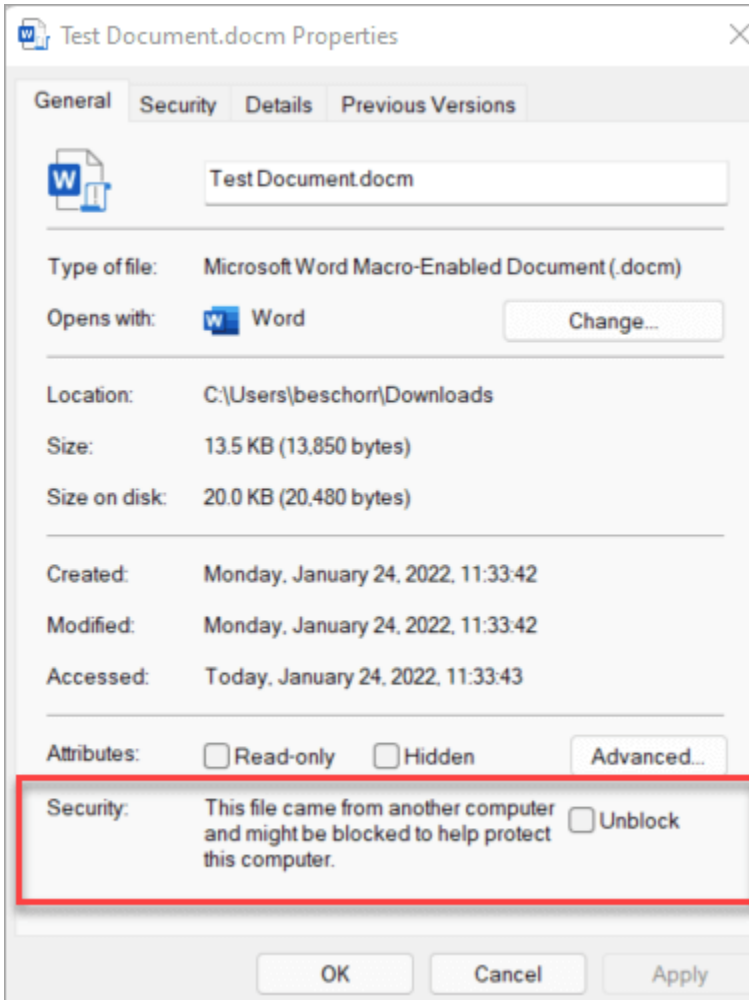 Test Document.docm Properties
General Security Details Previous Versions
Test Document.docm
Type of file: Microsoft Word Macro-Enabled Document (.docm)
Opens with: Word Change...
Location: C:\Users\beschorr\Downloads
Size: 13.5 KB (13,850 bytes)
Size on disk: 20.0 KB (20,480 bytes)
Created: Monday, January 24, 2022, 11:33:42
Modified: Monday, January 24, 2022, 11:33:42
Accessed: Today, January 24, 2022, 11:33:43
Attributes: Read-only Hidden Advanced...
Security: This file came from another computer Unblock
and might be blocked to help protect
this computer.
OK Cancel Apply